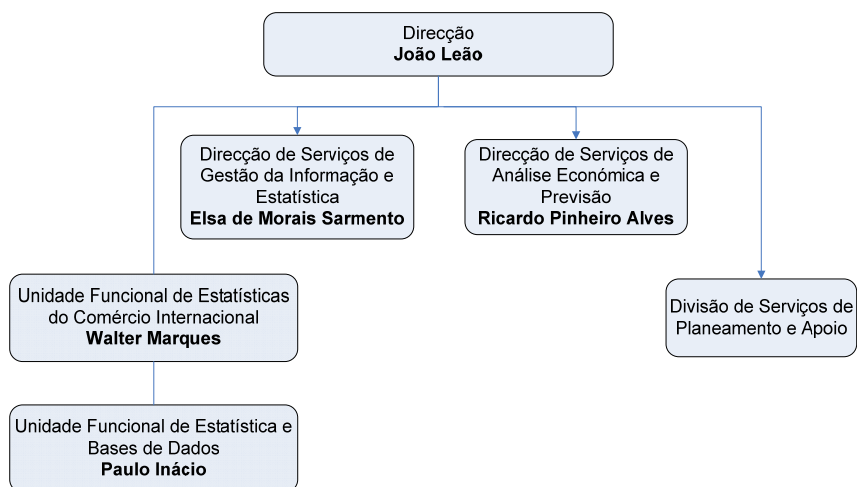 Direcção
João Leão
Direcção de Serviços de
Gestão da Informação e
Estatística
Elsa de Morais Sarmento
Direcção de Serviços de
Análise Económica e
Previsão
Ricardo Pinheiro Alves
Unidade Funcional de Estatísticas
do Comércio Internacional
Walter Marques
Divisão de Serviços de
Planeamento e Apoio
Unidade Funcional de Estatística e
Bases de Dados
Paulo Inácio